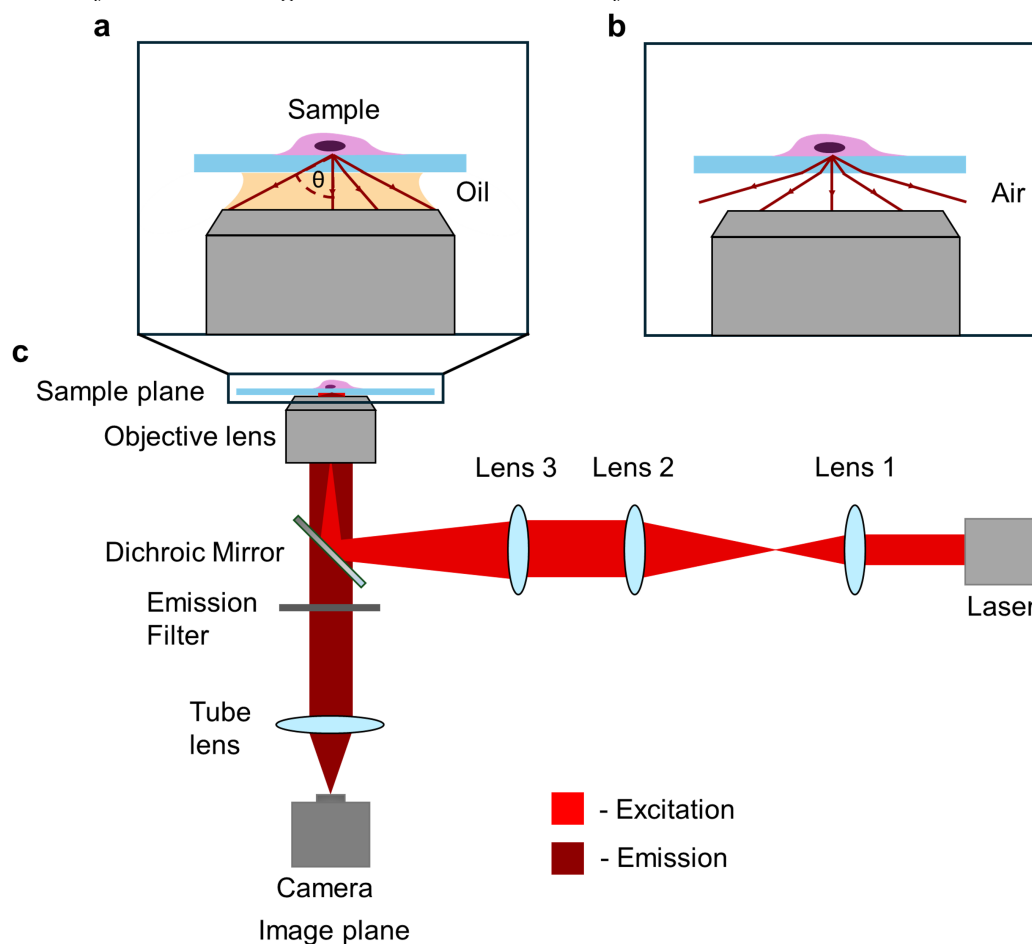 a
b
Sample
θ
Oil
Air
c
Sample plane
Objective lens
Lens 3
Lens 2
Lens 1
Dichroic Mirror
Laser
Emission
Filter
Tube
lens
- Excitation
- Emission
Camera
Image plane